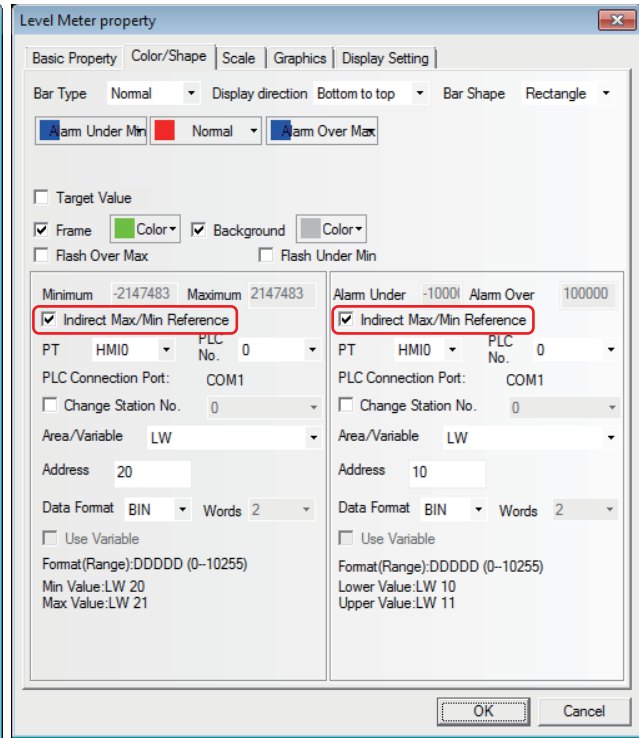 Level Meter property
Basic Property Color/Shape Scale Graphics Display Setting
Bar Type Normal Display direction Bottom to top Bar Shape Rectangle
Alarm Under Min Normal Alarm Over Max
Target Value
Frame Color Background Color
Flash Over Max Flash Under Min
Minimum -2147483 Maximum 2147483
Indirect Max/Min Reference
PT HMI0 PLC No. 0
PLC Connection Port: COM1
Change Station No. 0
Area/Variable LW
Address 20
Data Format BIN Words 2
Use Variable
Format(Range):DDDDD (0--10255)
Min Value:LW 20
Max Value:LW 21
Alarm Under -1000 Alarm Over 100000
Indirect Max/Min Reference
PT HMI0 PLC No. 0
PLC Connection Port: COM1
Change Station No. 0
Area/Variable LW
Address 10
Data Format BIN Words 2
Use Variable
Format(Range):DDDDD (0--10255)
Lower Value:LW 10
Upper Value:LW 11
OK Cancel